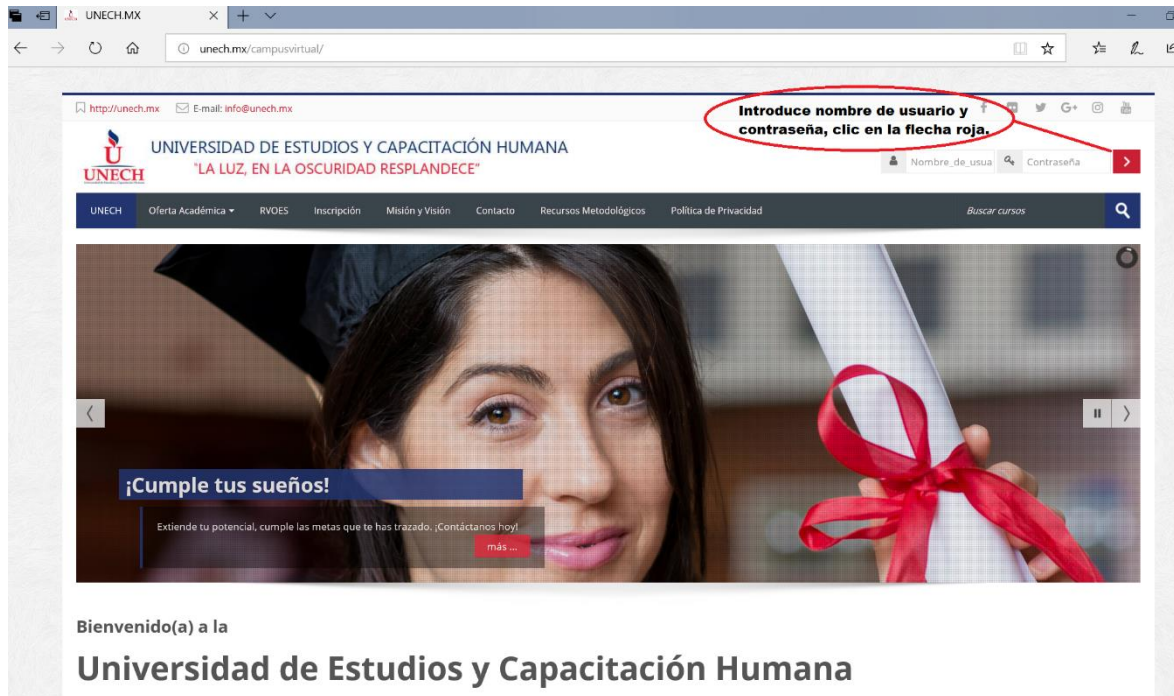 UNECH.MX
unech.mx/campusvirtual/
http://unech.mx E-mail: info@unech.mx
Introduce nombre de usuario y
contraseña, clic en la flecha roja.
U
UNECH
UNIVERSIDAD DE ESTUDIOS Y CAPACITACIÓN HUMANA
"LA LUZ, EN LA OSCURIDAD RESPLANDECE"
Nombre_de_usua Contraseña
UNECH Oferta Académica RVOES Inscripción Misión y Visión Contacto Recursos Metodológicos Política de Privacidad Buscar cursos
¡Cumple tus sueños!
Extiende tu potencial, cumple las metas que te has trazado. ¡Contáctanos hoy!
más ...
Bienvenido(a) a la
Universidad de Estudios y Capacitación Humana